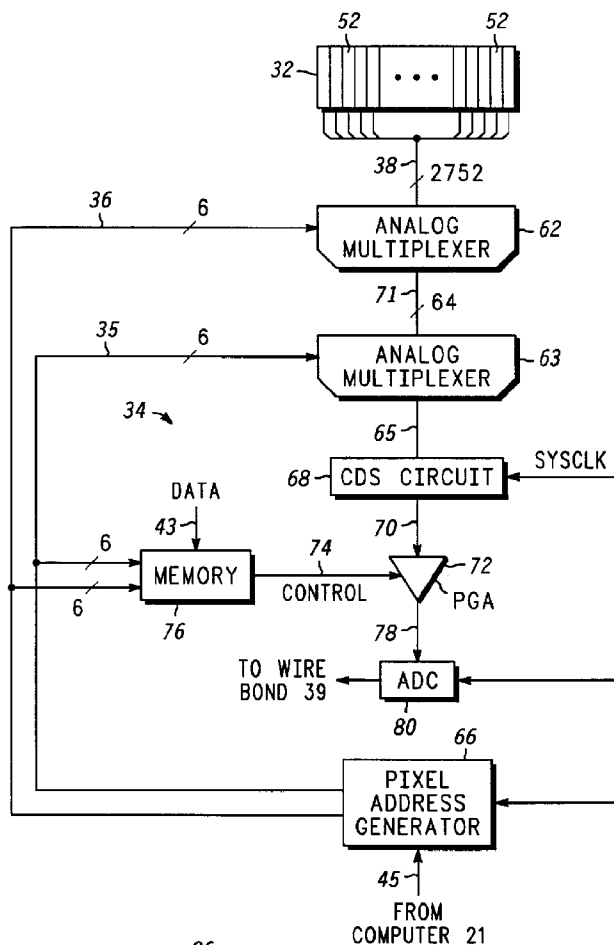 52 52
32
38 2752
36 6
ANALOG
MULTIPLEXER
62
71 64
35 6
ANALOG
MULTIPLEXER
63
34
65
SYSCLK
68 CDS CIRCUIT
DATA
43
70
6
74
72
MEMORY
CONTROL
PGA
6
76
78
TO WIRE
BOND 39
ADC
80
66
PIXEL
ADDRESS
GENERATOR
45
FROM
COMPUTER 21